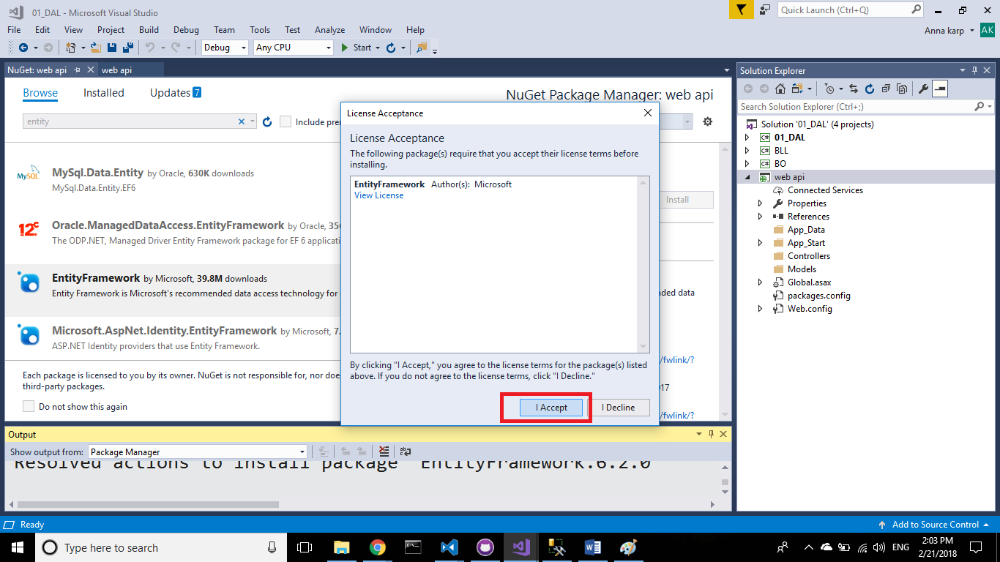 01_DAL - Microsoft Visual Studio
Quick Launch (Ctrl+Q)
File Edit View Project Build Debug Team Tools Test Analyze Window Help
Anna karp AK
Debug Any CPU Start
NuGet: web api web api
Browse Installed Updates 7
NuGet Package Manager: web api
entity
Include pre
MySQL
MySql.Data.Entity by Oracle, 630K downloads
MySql.Data.Entity.EF6
Install
12c
Oracle.ManagedDataAccess.EntityFramework by Oracle, 35
The ODP.NET, Managed Driver Entity Framework package for EF 6 applicati
EntityFramework by Microsoft, 39.8M downloads
Entity Framework is Microsoft's recommended data access technology for
ded data
Microsoft.AspNet.Identity.EntityFramework by Microsoft, 7.
ASP.NET Identity providers that use Entity Framework.
/fwlink/?
Each package is licensed to you by its owner. NuGet is not responsible for, nor doe
third-party packages.
017
Do not show this again
/fwlink/?
License Acceptance
License Acceptance
The following package(s) require that you accept their license terms before
installing.
EntityFramework Author(s): Microsoft
View License
By clicking "I Accept," you agree to the license terms for the package(s) listed
above. If you do not agree to the license terms, click "I Decline."
I Accept I Decline
Solution Explorer
Search Solution Explorer (Ctrl+;)
Solution '01_DAL' (4 projects)
C# 01_DAL
C# BLL
C# BO
web api
Connected Services
Properties
References
App_Data
App_Start
Controllers
Models
Global.asax
packages.config
Web.config
Output
Show output from: Package Manager
Resolved actions to install package 'EntityFramework.6.2.0'
Ready
Add to Source Control
Type here to search
ENG
2:03 PM
2/21/2018